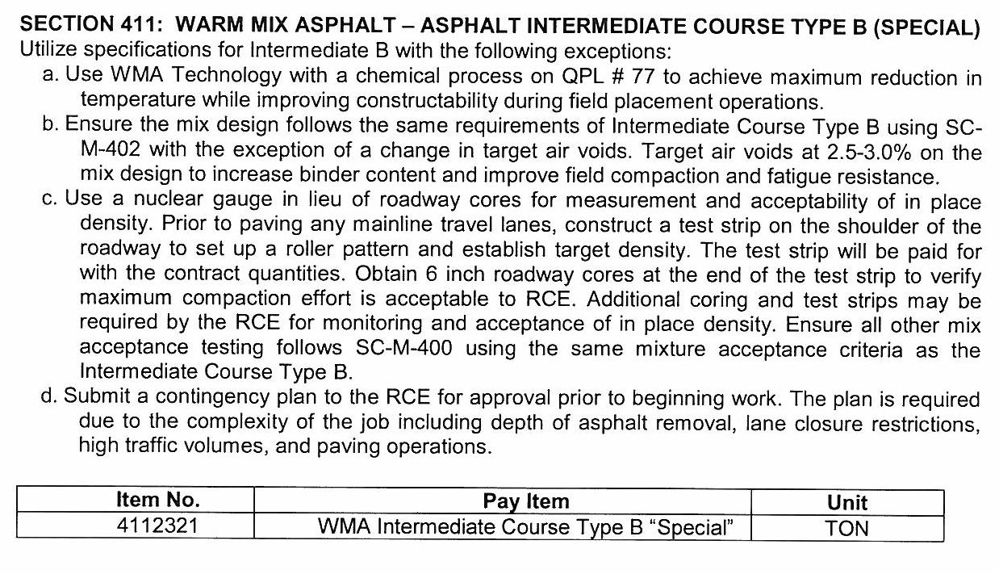 SECTION 411: WARM MIX ASPHALT – ASPHALT INTERMEDIATE COURSE TYPE B (SPECIAL)
Utilize specifications for Intermediate B with the following exceptions:
a. Use WMA Technology with a chemical process on QPL # 77 to achieve maximum reduction in
temperature while improving constructability during field placement operations.
b. Ensure the mix design follows the same requirements of Intermediate Course Type B using SC-
M-402 with the exception of a change in target air voids. Target air voids at 2.5-3.0% on the
mix design to increase binder content and improve field compaction and fatigue resistance.
c. Use a nuclear gauge in lieu of roadway cores for measurement and acceptability of in place
density. Prior to paving any mainline travel lanes, construct a test strip on the shoulder of the
roadway to set up a roller pattern and establish target density. The test strip will be paid for
with the contract quantities. Obtain 6 inch roadway cores at the end of the test strip to verify
maximum compaction effort is acceptable to RCE. Additional coring and test strips may be
required by the RCE for monitoring and acceptance of in place density. Ensure all other mix
acceptance testing follows SC-M-400 using the same mixture acceptance criteria as the
Intermediate Course Type B.
d. Submit a contingency plan to the RCE for approval prior to beginning work. The plan is required
due to the complexity of the job including depth of asphalt removal, lane closure restrictions,
high traffic volumes, and paving operations.
Item No. Pay Item Unit
4112321 WMA Intermediate Course Type B “Special” TON